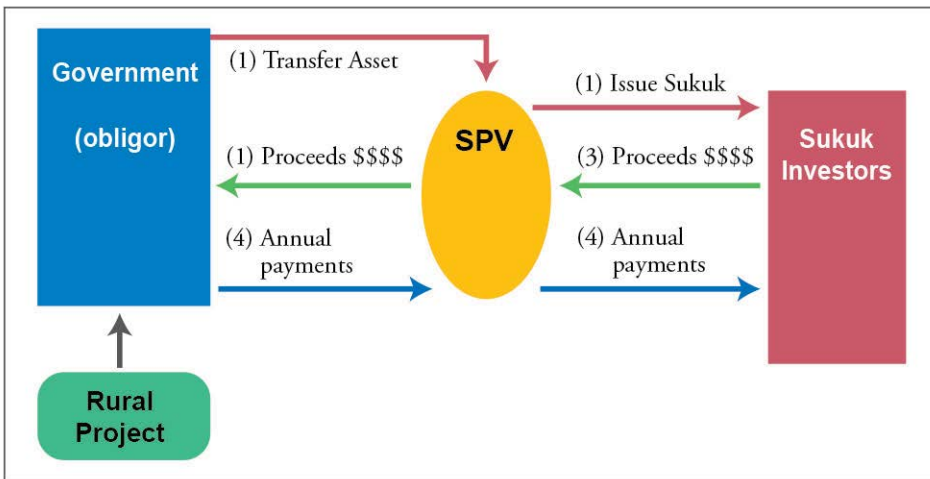 Government
(obligor)
(1) Transfer Asset
(1) Proceeds $$$$
(4) Annual
payments
SPV
(1) Issue Sukuk
(3) Proceeds $$$$
(4) Annual
payments
Sukuk
Investors
Rural
Project